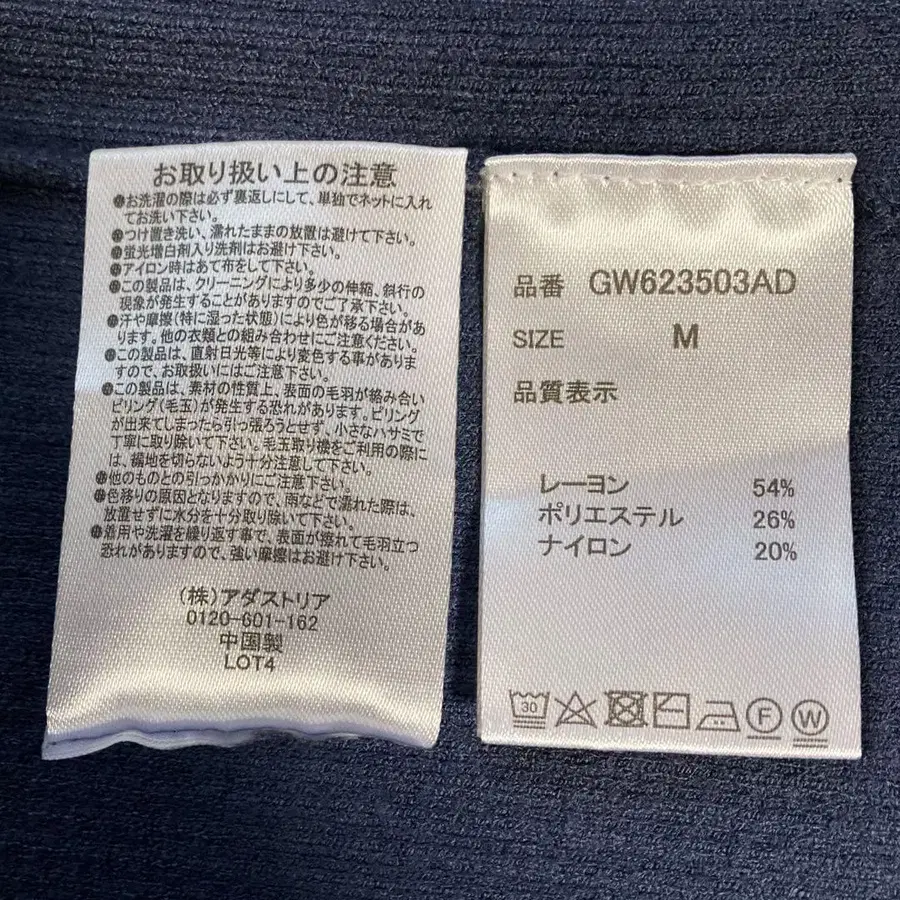 お取り扱い上の注意
●お洗濯の際は必ず裏返しにして、単独でネットに入れ
てお洗い下さい。
●つけ置き洗い、濡れたままの放置は避けて下さい。
●蛍光増白剤入り洗剤はお避け下さい。
●アイロン時はあて布をして下さい。
●この製品は、クリーニングにより多少の伸縮、斜行の
現象が発生することがありますのでご了承下さい。
●汗や摩擦(特に湿った状態)により色が移る場合があ
ります。他の衣類との組み合わせにご注意ください。
●この製品は、直射日光等により変色する事がありま
すので、お取扱いにはご注意下さい。
●この製品は、素材の性質上、表面の毛羽が絡み合い
ピリング(毛玉)が発生する恐れがあります。ピリング
が出来てしまったら引っ張ろうとせず、小さなハサミで
丁寧に取り除いて下さい。毛玉取り機をご利用の際に
は、編地を切らないよう十分注意して下さい。
●他のものとの引っかかりにご注意下さい。
●色移りの原因となりますので、雨などで濡れた際は、
放置せずに水分を十分取り除いて下さい。
●着用や洗濯を繰り返す事で、表面が擦れて毛羽立つ
恐れがありますので、強い摩擦はお避け下さい。
(株)アダストリア
0120-601-162
中国製
LOT4
品番 GW623503AD
SIZE M
品質表示
レーヨン 54%
ポリエステル 26%
ナイロン 20%
30 F W